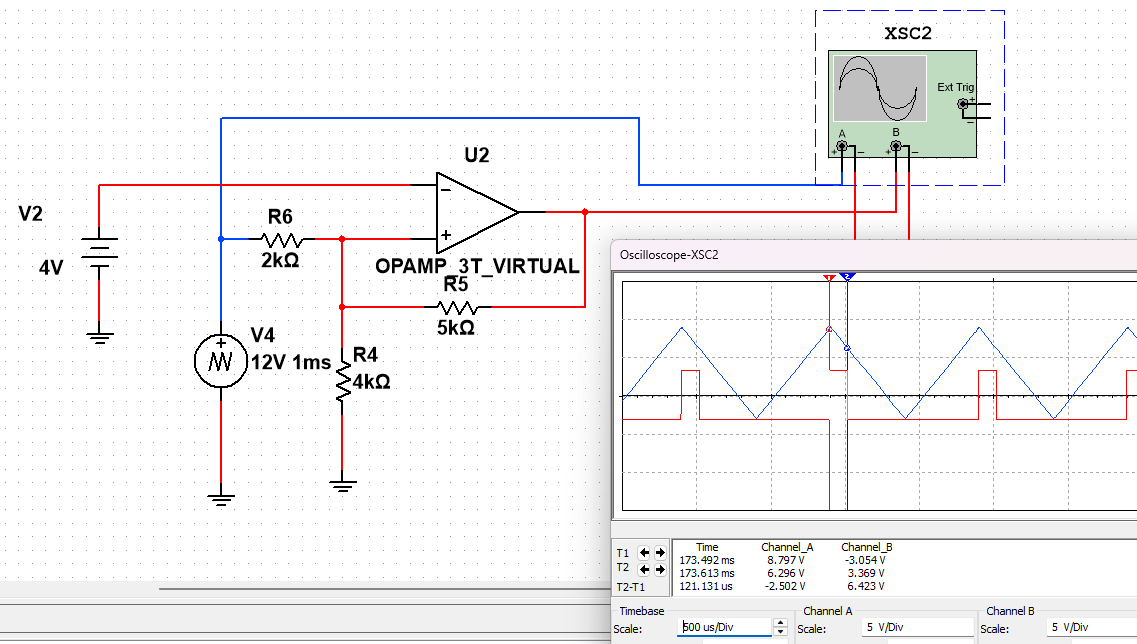 XSC2
Ext Trig
+
−
A
B
+
−
+
−
U2
V2
4V
−
+
R6
2kΩ
OPAMP_3T_VIRTUAL
R5
5kΩ
V4
12V 1ms
+
R4
4kΩ
Oscilloscope-XSC2
1
2
Time Channel_A Channel_B
T1 173.492 ms 8.797 V -3.054 V
T2 173.613 ms 6.296 V 3.369 V
T2-T1 121.131 us -2.502 V 6.423 V
Timebase Channel A Channel B
Scale: 500 us/Div Scale: 5 V/Div Scale: 5 V/Div